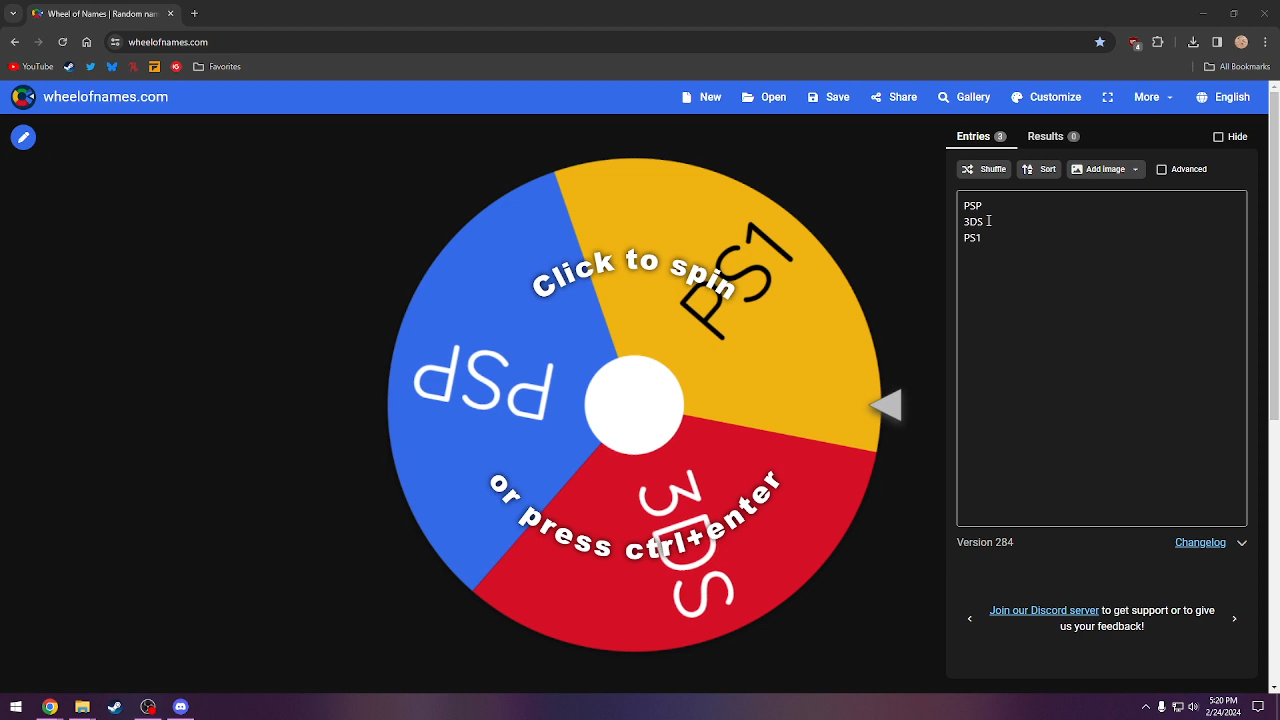 Wheel of Names | Random nam
wheelofnames.com
4
YouTube
Favorites
All Bookmarks
wheelofnames.com
New
Open
Save
Share
Gallery
Customize
More
English
Entries 3
Results 0
Hide
Shuffle
Sort
Add image
Advanced
PSP
3DS
PS1
Click to spin
or press ctrl+enter
PS1
PSP
3DS
Version 284
Changelog
Join our Discord server to get support or to give
us your feedback!
5:20 PM
2/24/2024